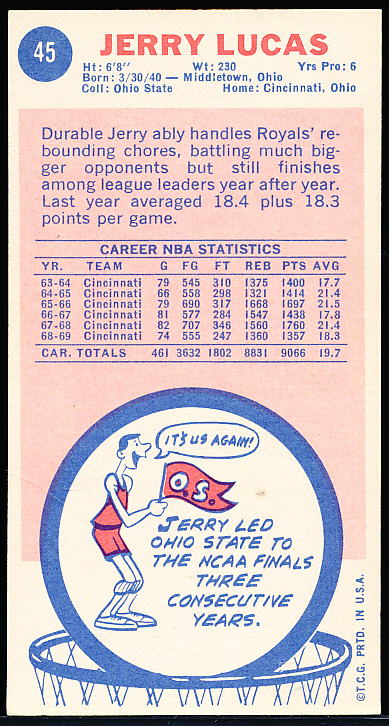 45
JERRY LUCAS
Ht: 6'8" Wt: 230 Yrs Pro: 6
Born: 3/30/40 — Middletown, Ohio
Coll: Ohio State Home: Cincinnati, Ohio
Durable Jerry ably handles Royals' re-
bounding chores, battling much big-
ger opponents but still finishes
among league leaders year after year.
Last year averaged 18.4 plus 18.3
points per game.
CAREER NBA STATISTICS
YR. TEAM G FG FT REB PTS AVG
63-64 Cincinnati 79 545 310 1375 1400 17.7
64-65 Cincinnati 66 558 298 1321 1414 21.4
65-66 Cincinnati 79 690 317 1668 1697 21.5
66-67 Cincinnati 81 577 284 1547 1438 17.8
67-68 Cincinnati 82 707 346 1560 1760 21.4
68-69 Cincinnati 74 555 247 1360 1357 18.3
CAR. TOTALS 461 3632 1802 8831 9066 19.7
IT'S US AGAIN!
O.S.
JERRY LED
OHIO STATE TO
THE NCAA FINALS
THREE
CONSECUTIVE
YEARS.
©T.C.G. PRTD. IN U.S.A.